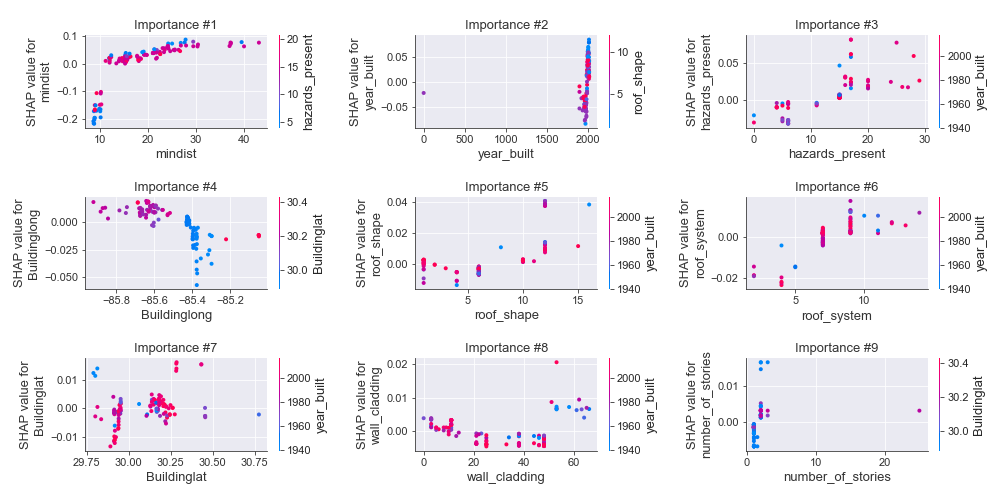 Importance #1
SHAP value for
mindist
0.1
0.0
−0.1
−0.2
10
20
30
40
mindist
20
15
10
5
hazards_present
Importance #2
SHAP value for
year_built
0.05
0.00
−0.05
0
500
1000
1500
2000
year_built
10
5
roof_shape
Importance #3
SHAP value for
hazards_present
0.05
0.00
0
10
20
30
hazards_present
2000
1980
1960
1940
year_built
Importance #4
SHAP value for
Buildinglong
0.000
−0.025
−0.050
−85.8
−85.6
−85.4
−85.2
Buildinglong
30.4
30.2
30.0
Buildinglat
Importance #5
SHAP value for
roof_shape
0.04
0.02
0.00
5
10
15
roof_shape
2000
1980
1960
1940
year_built
Importance #6
SHAP value for
roof_system
0.00
−0.02
5
10
roof_system
2000
1980
1960
1940
year_built
Importance #7
SHAP value for
Buildinglat
0.01
0.00
−0.01
29.75
30.00
30.25
30.50
30.75
Buildinglat
2000
1980
1960
1940
year_built
Importance #8
SHAP value for
wall_cladding
0.02
0.01
0.00
0
20
40
60
wall_cladding
2000
1980
1960
1940
year_built
Importance #9
SHAP value for
number_of_stories
0.01
0.00
0
10
20
number_of_stories
30.4
30.2
30.0
Buildinglat